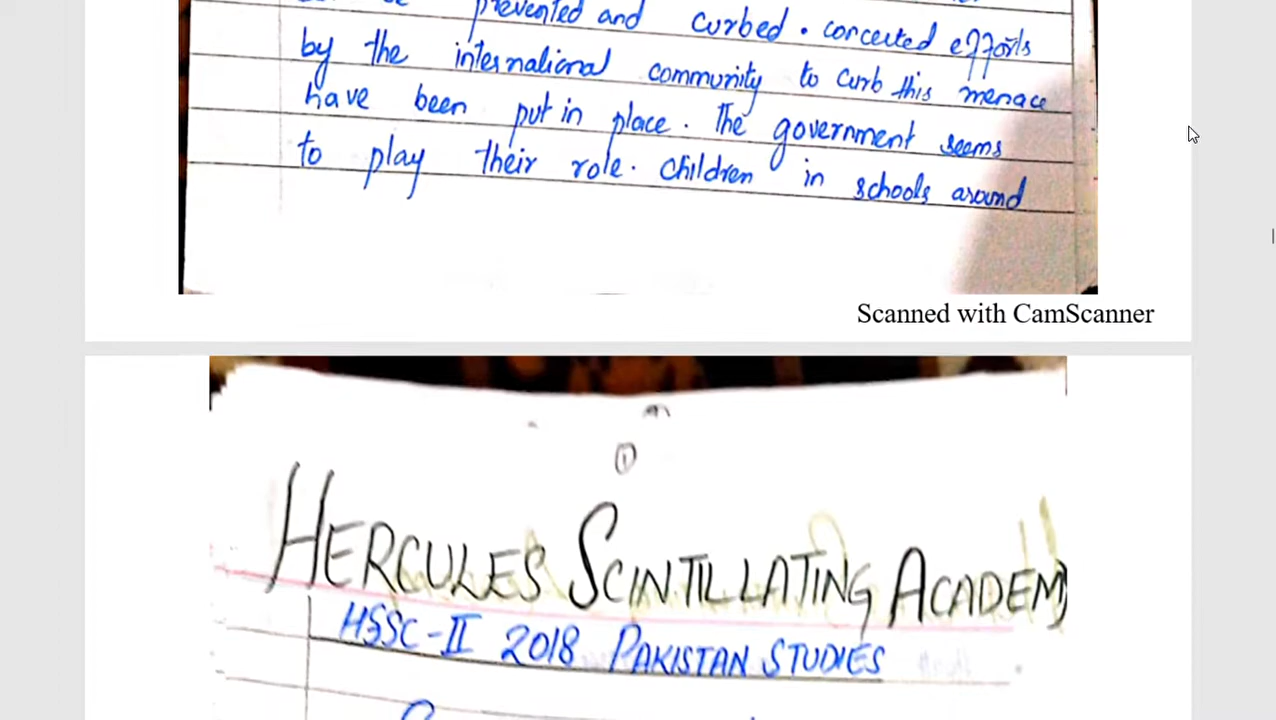 prevented and curbed. concerted efforts
by the international community to curb this menace
have been put in place. The government seems
to play their role. children in schools around
Scanned with CamScanner
1
HERCULES SCINTILLATING ACADEM
HSSC-II 2018 PAKISTAN STUDIES